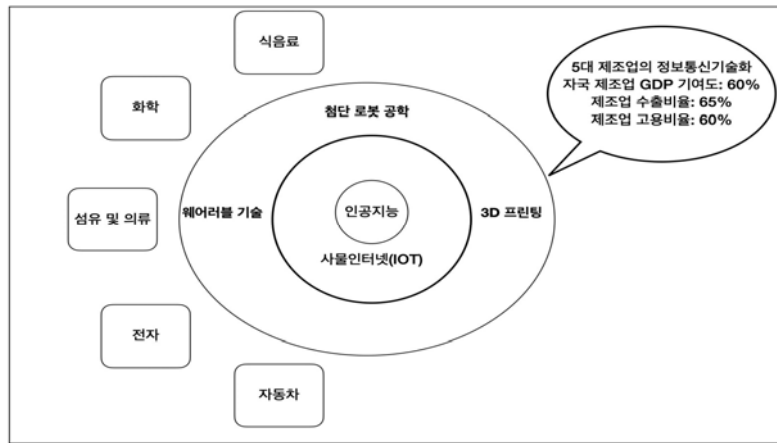 식음료
5대 제조업의 정보통신기술화
자국 제조업 GDP 기여도: 60%
제조업 수출비율: 65%
제조업 고용비율: 60%
화학
첨단 로봇 공학
섬유 및 의류
웨어러블 기술
인공지능
3D 프린팅
사물인터넷(IOT)
전자
자동차